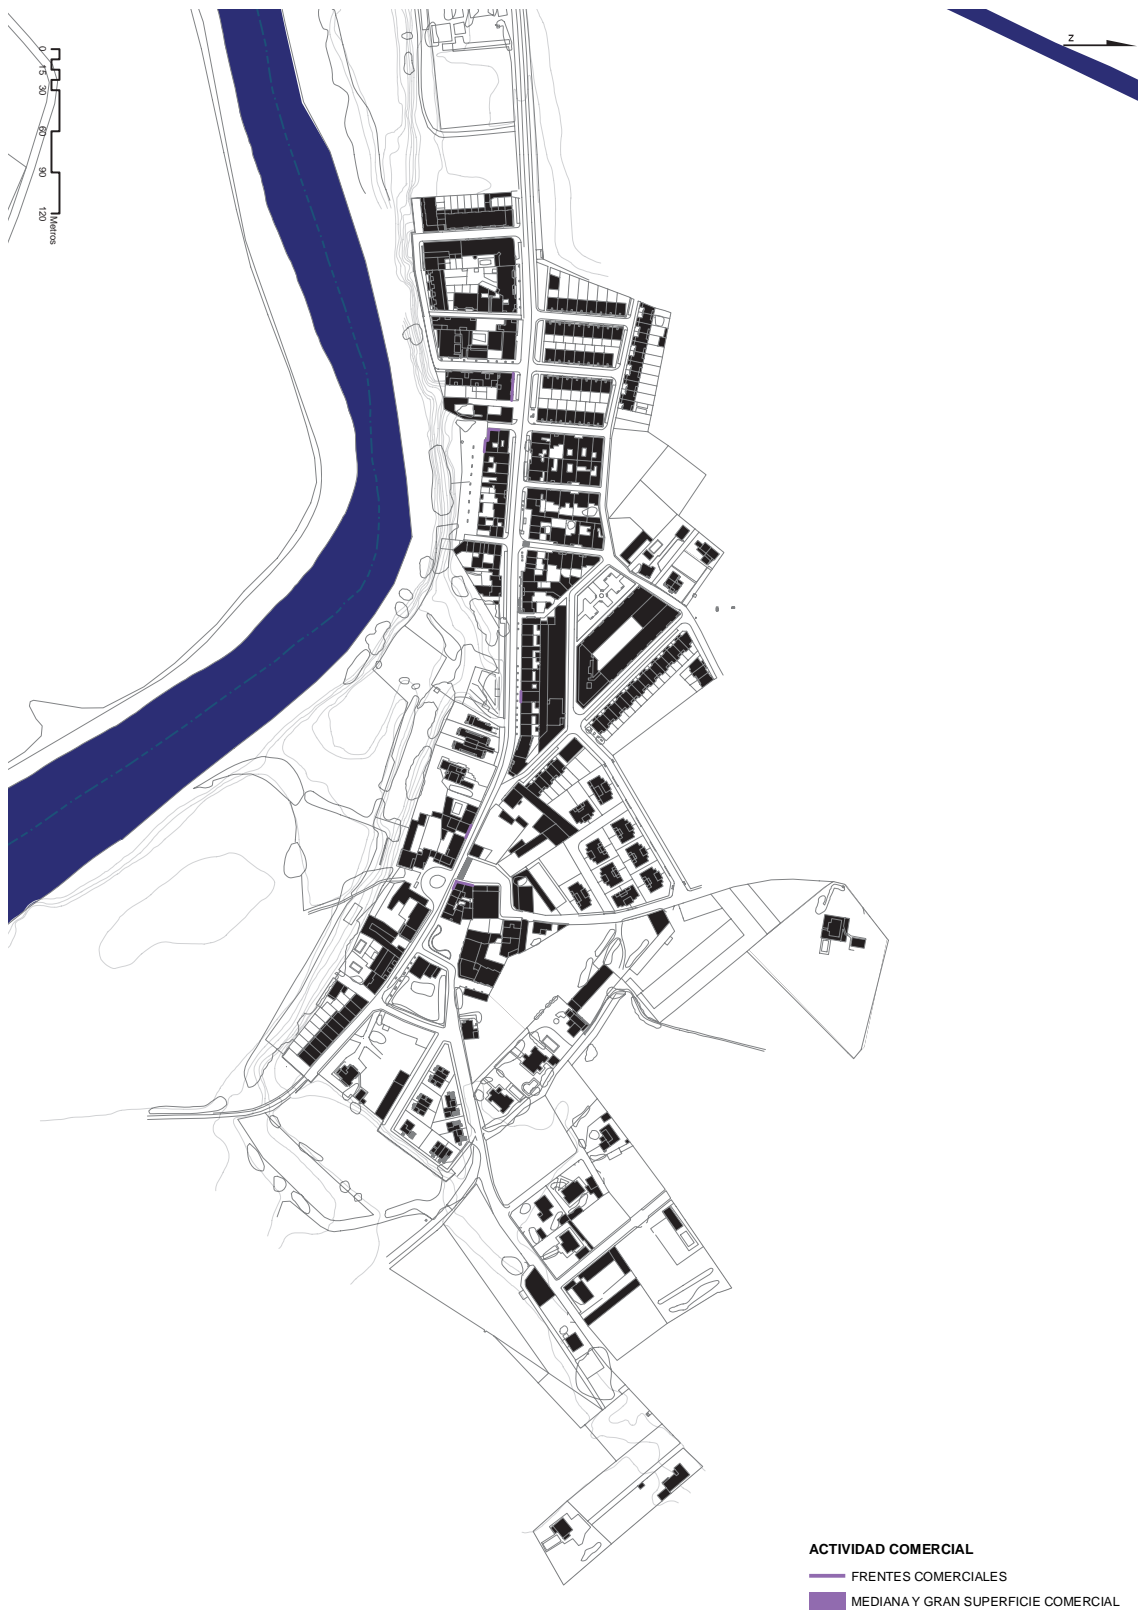 N
0
15
30
60
90
120
Metros
ACTIVIDAD COMERCIAL
FRENTES COMERCIALES
MEDIANA Y GRAN SUPERFICIE COMERCIAL